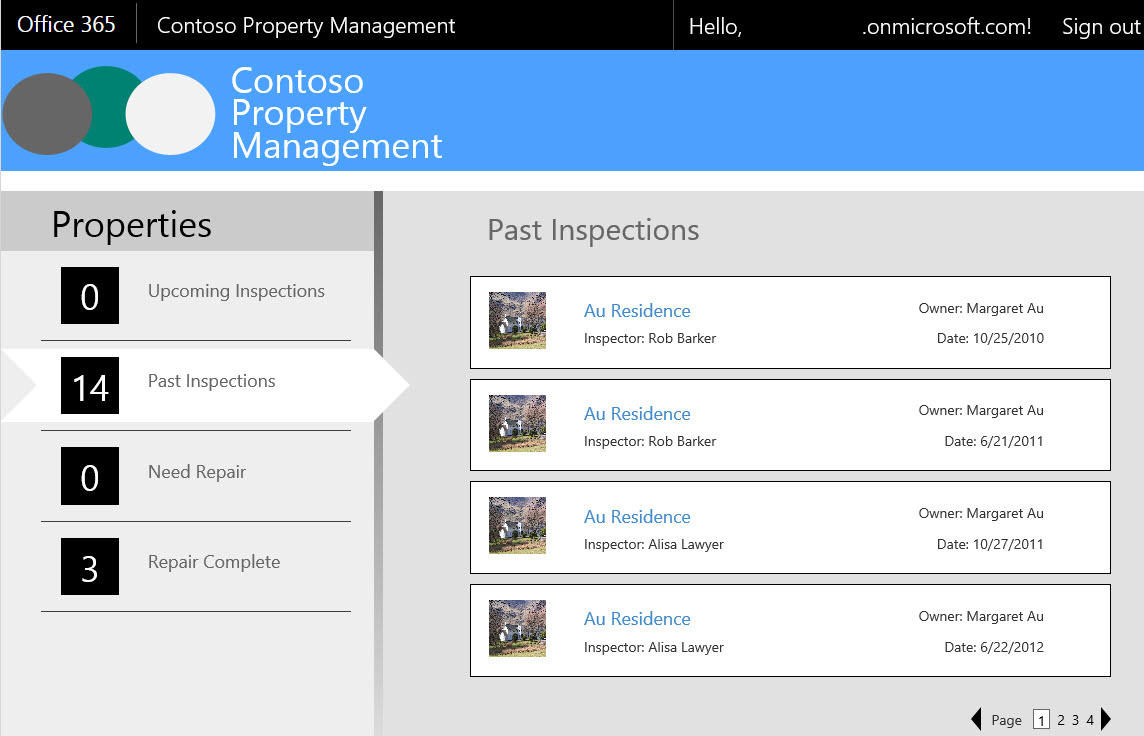 Office 365
Contoso Property Management
Hello,
.onmicrosoft.com!
Sign out
Contoso
Property
Management
Properties
0
Upcoming Inspections
14
Past Inspections
0
Need Repair
3
Repair Complete
Past Inspections
Au Residence
Owner: Margaret Au
Inspector: Rob Barker
Date: 10/25/2010
Au Residence
Owner: Margaret Au
Inspector: Rob Barker
Date: 6/21/2011
Au Residence
Owner: Margaret Au
Inspector: Alisa Lawyer
Date: 10/27/2011
Au Residence
Owner: Margaret Au
Inspector: Alisa Lawyer
Date: 6/22/2012
Page 1 2 3 4